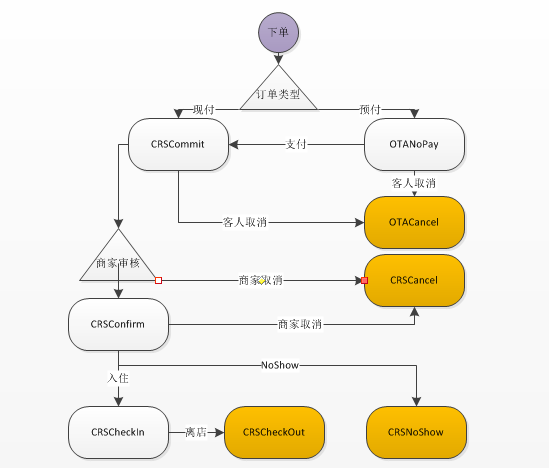 下单
订单类型
现付
预付
CRSCommit
支付
OTANoPay
客人取消
客人取消
OTACancel
商家审核
商家取消
CRSCancel
CRSConfirm
商家取消
入住
NoShow
CRSCheckIn
离店
CRSCheckOut
CRSNoShow